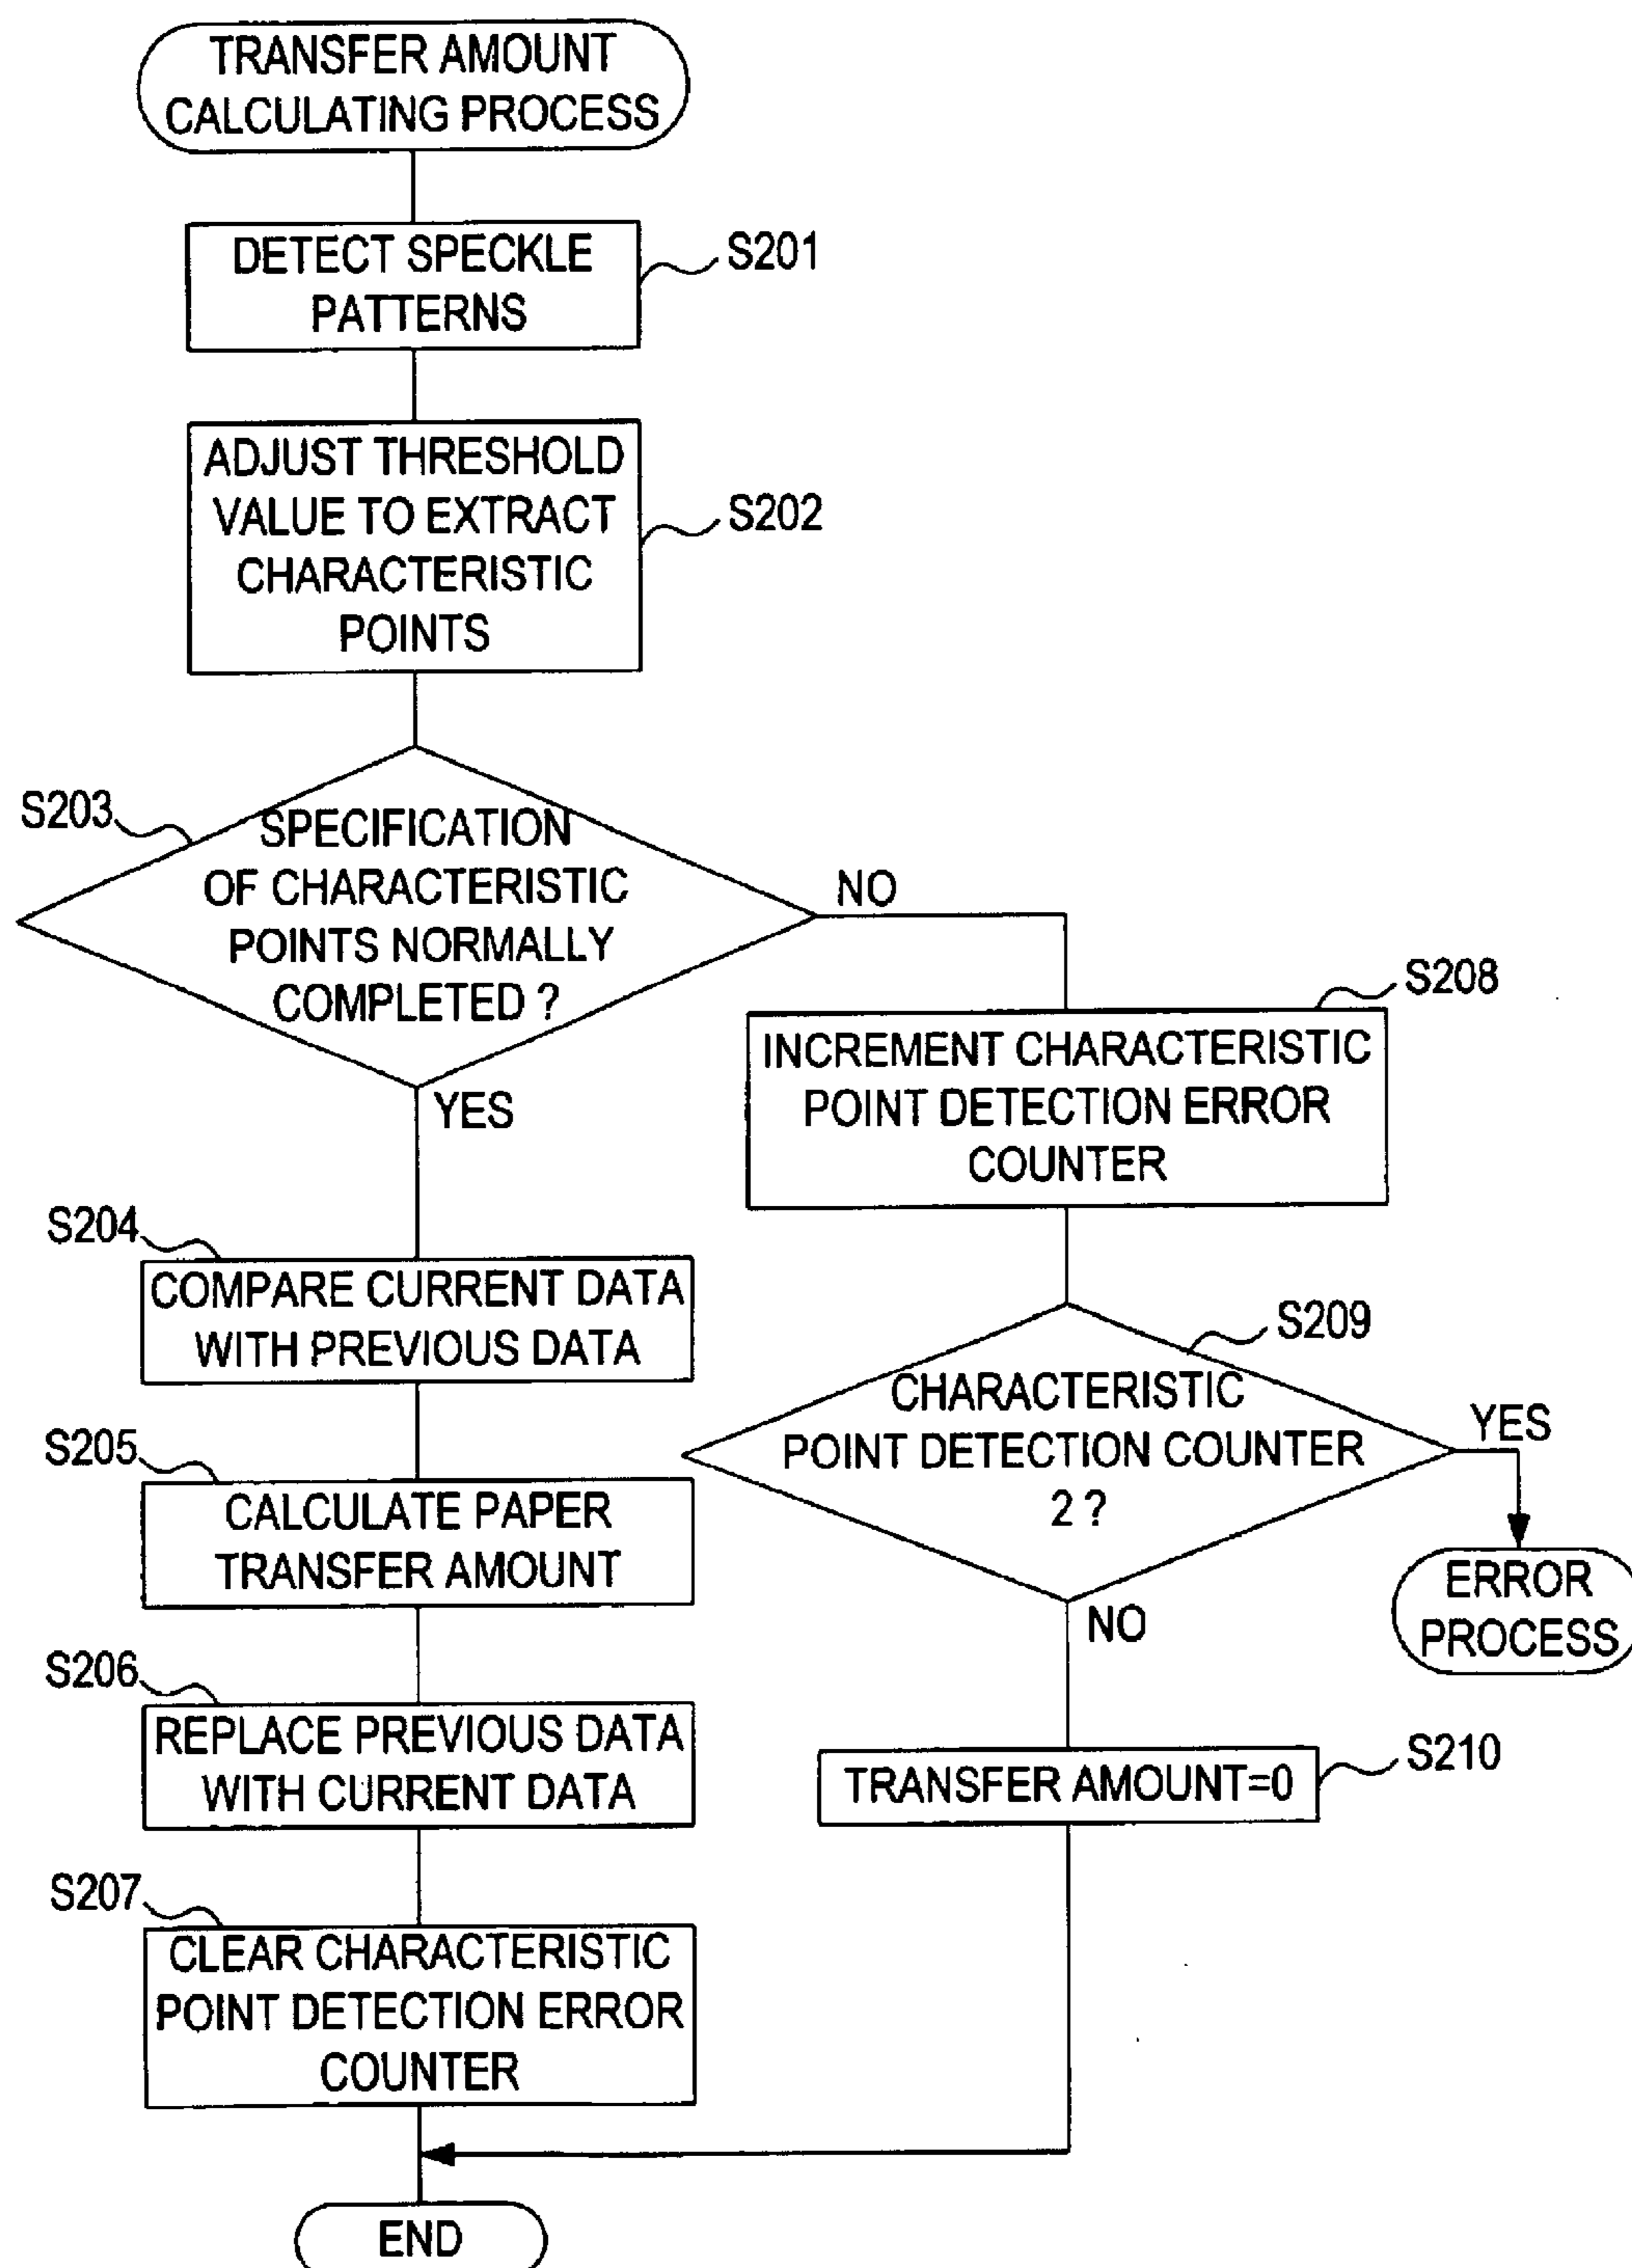 TRANSFER AMOUNT
CALCULATING PROCESS
DETECT SPECKLE
PATTERNS
S201
ADJUST THRESHOLD
VALUE TO EXTRACT
CHARACTERISTIC
POINTS
S202
S203
SPECIFICATION
OF CHARACTERISTIC
POINTS NORMALLY
COMPLETED ?
NO
YES
S208
INCREMENT CHARACTERISTIC
POINT DETECTION ERROR
COUNTER
S204
COMPARE CURRENT DATA
WITH PREVIOUS DATA
S209
CHARACTERISTIC
POINT DETECTION COUNTER
2 ?
YES
ERROR
PROCESS
NO
S205
CALCULATE PAPER
TRANSFER AMOUNT
S206
REPLACE PREVIOUS DATA
WITH CURRENT DATA
S210
TRANSFER AMOUNT=0
S207
CLEAR CHARACTERISTIC
POINT DETECTION ERROR
COUNTER
END